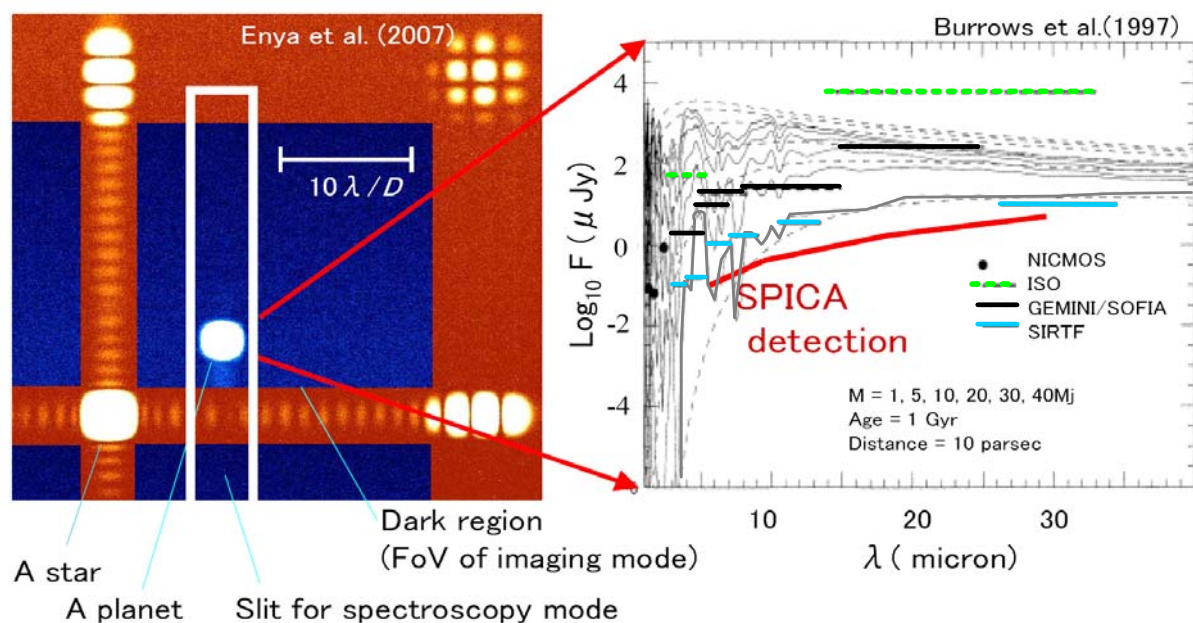 Enya et al. (2007)
10 λ/D
A star
A planet
Slit for spectroscopy mode
Dark region
(FoV of imaging mode)
Burrows et al.(1997)
Log₁₀ F ( μ Jy)
4
2
0
-2
-4
10
20
30
λ ( micron)
SPICA
detection
NICMOS
ISO
GEMINI/SOFIA
SIRTF
M = 1, 5, 10, 20, 30, 40Mj
Age = 1 Gyr
Distance = 10 parsec